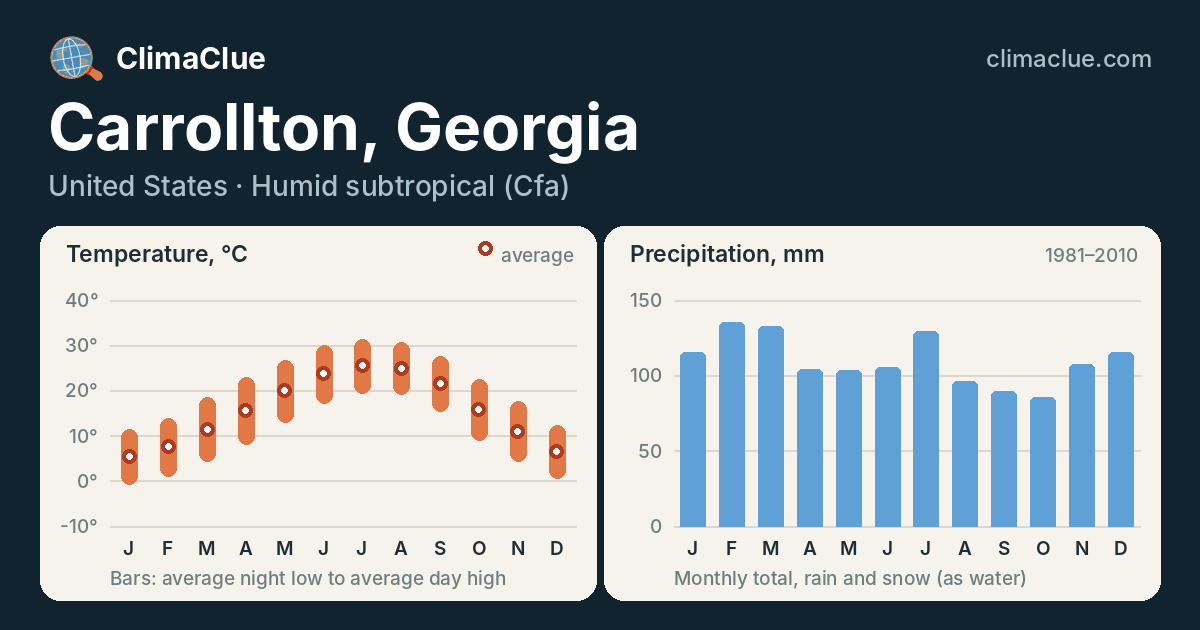 ClimaClue
climaclue.com
Carrollton, Georgia
United States · Humid subtropical (Cfa)
Temperature, °C
average
40°
30°
20°
10°
0°
-10°
J F M A M J J A S O N D
Bars: average night low to average day high
Precipitation, mm
1981–2010
150
100
50
0
J F M A M J J A S O N D
Monthly total, rain and snow (as water)